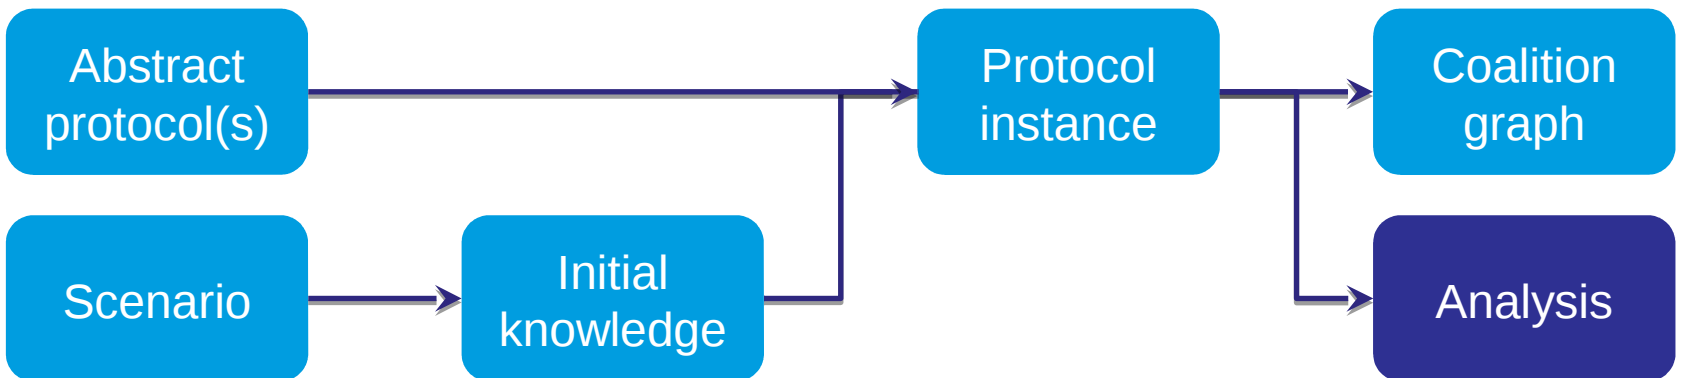 Abstract
protocol(s)
Protocol
instance
Coalition
graph
Scenario
Initial
knowledge
Analysis